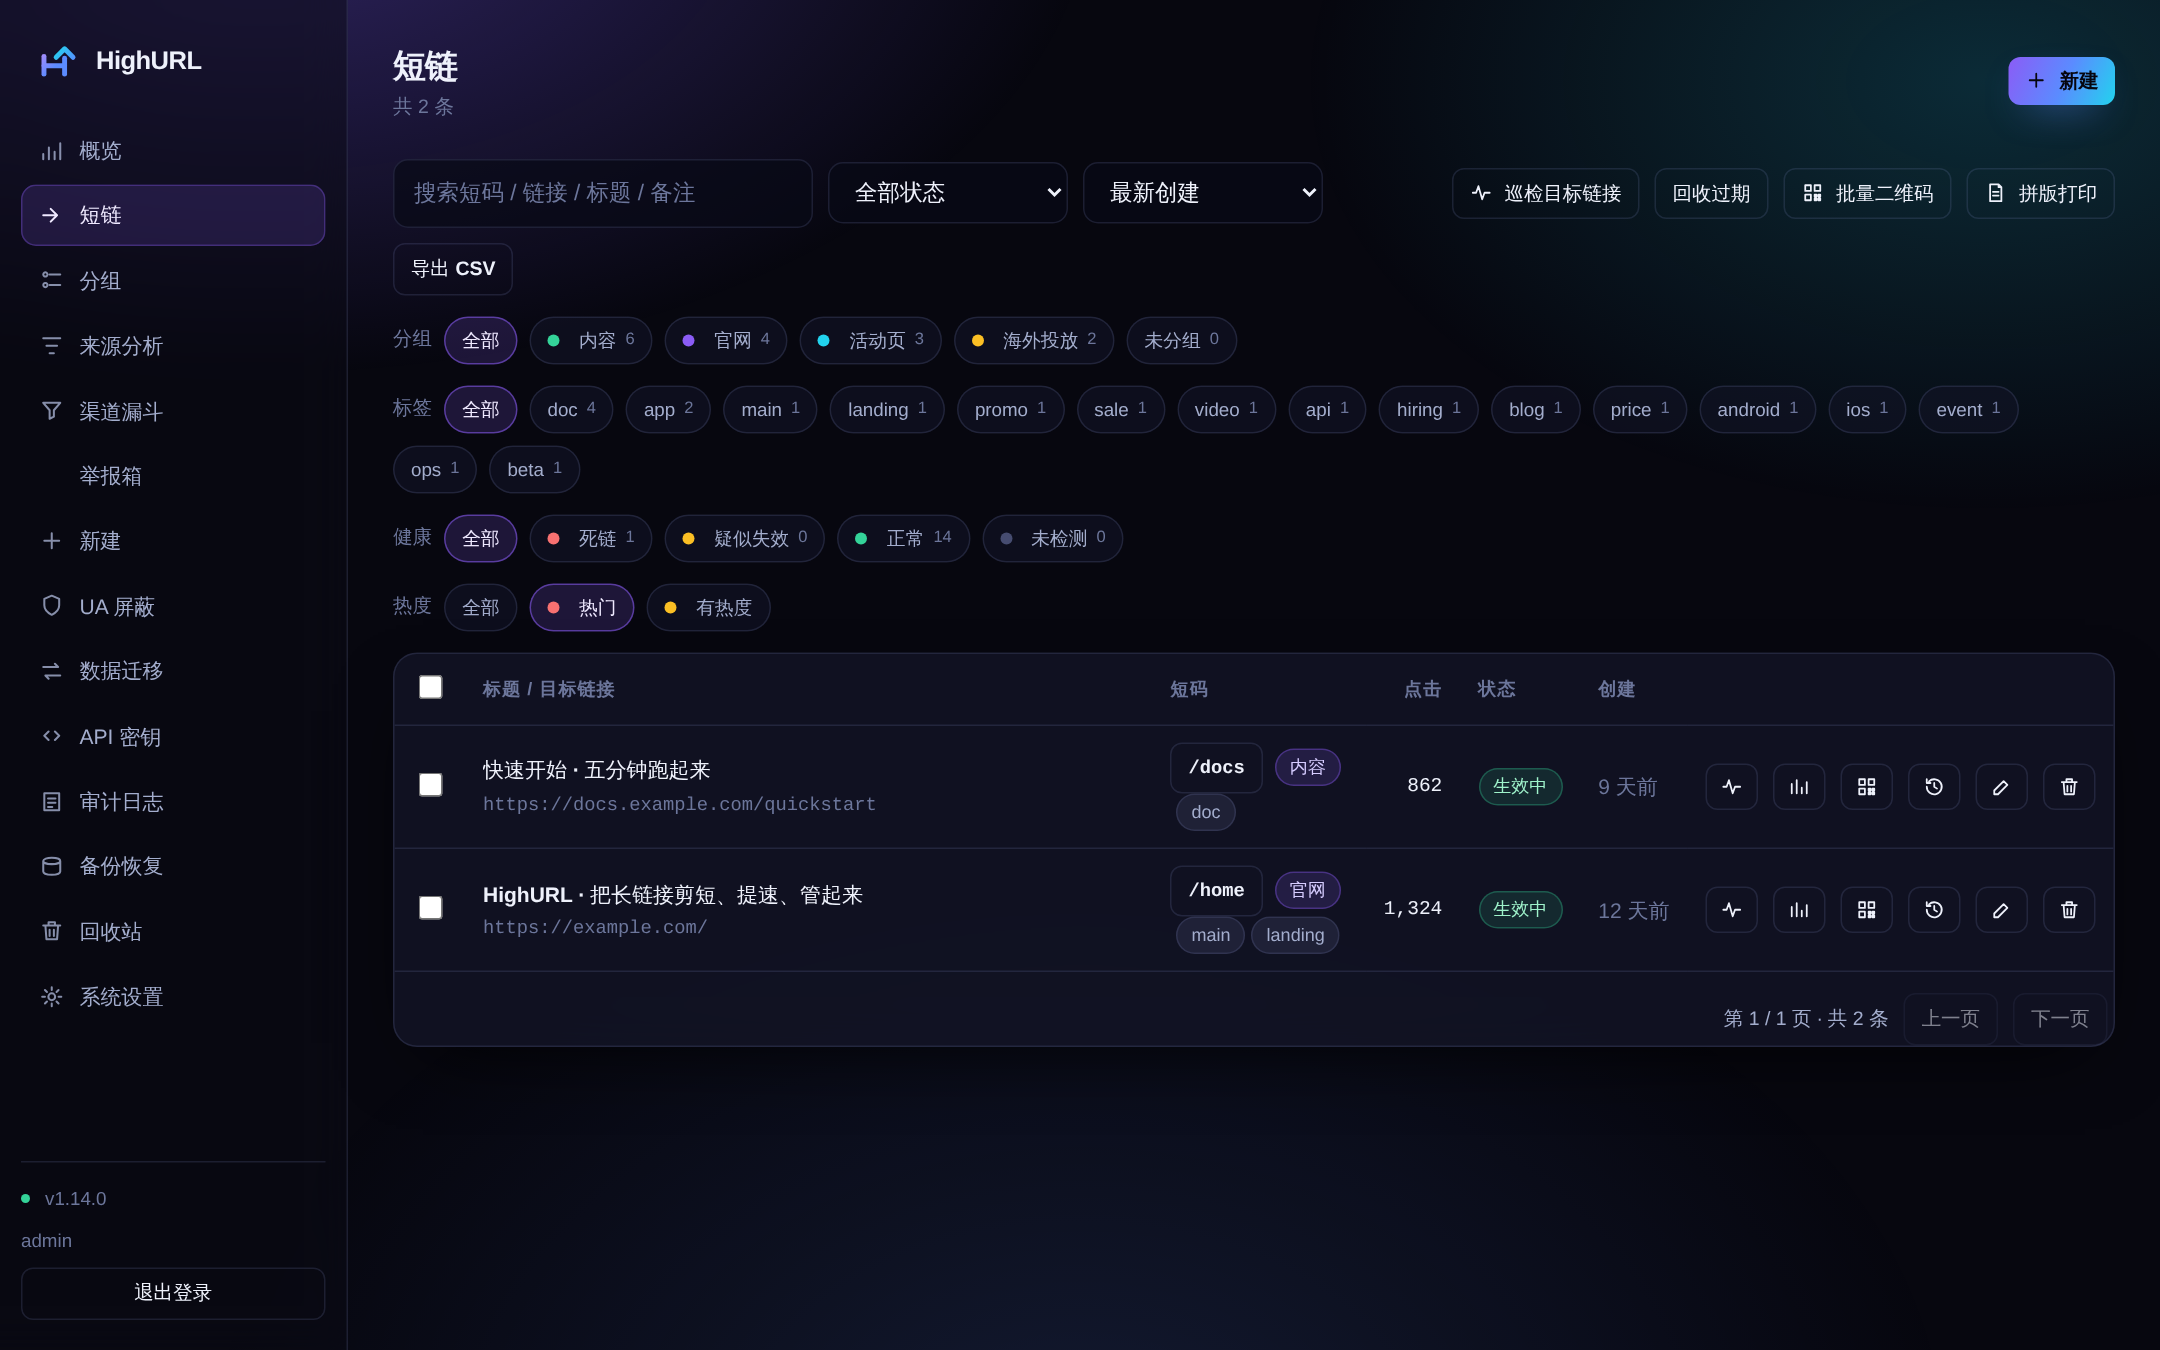 HighURL
概览
短链
分组
来源分析
渠道漏斗
举报箱
新建
UA 屏蔽
数据迁移
API 密钥
审计日志
备份恢复
回收站
系统设置
v1.14.0
admin
退出登录
短链
共 2 条
新建
搜索短码 / 链接 / 标题 / 备注 全部状态 最新创建 巡检目标链接 回收过期 批量二维码 拼版打印
导出 CSV
分组 全部 内容 6 官网 4 活动页 3 海外投放 2 未分组 0
标签 全部 doc 4 app 2 main 1 landing 1 promo 1 sale 1 video 1 api 1 hiring 1 blog 1 price 1 android 1 ios 1 event 1
ops 1 beta 1
健康 全部 死链 1 疑似失效 0 正常 14 未检测 0
热度 全部 热门 有热度
标题 / 目标链接 短码 点击 状态 创建
快速开始 · 五分钟跑起来
https://docs.example.com/quickstart
/docs 内容
doc
862 生效中 9 天前
HighURL · 把长链接剪短、提速、管起来
https://example.com/
/home 官网
main landing
1,324 生效中 12 天前
第 1 / 1 页 · 共 2 条 上一页 下一页